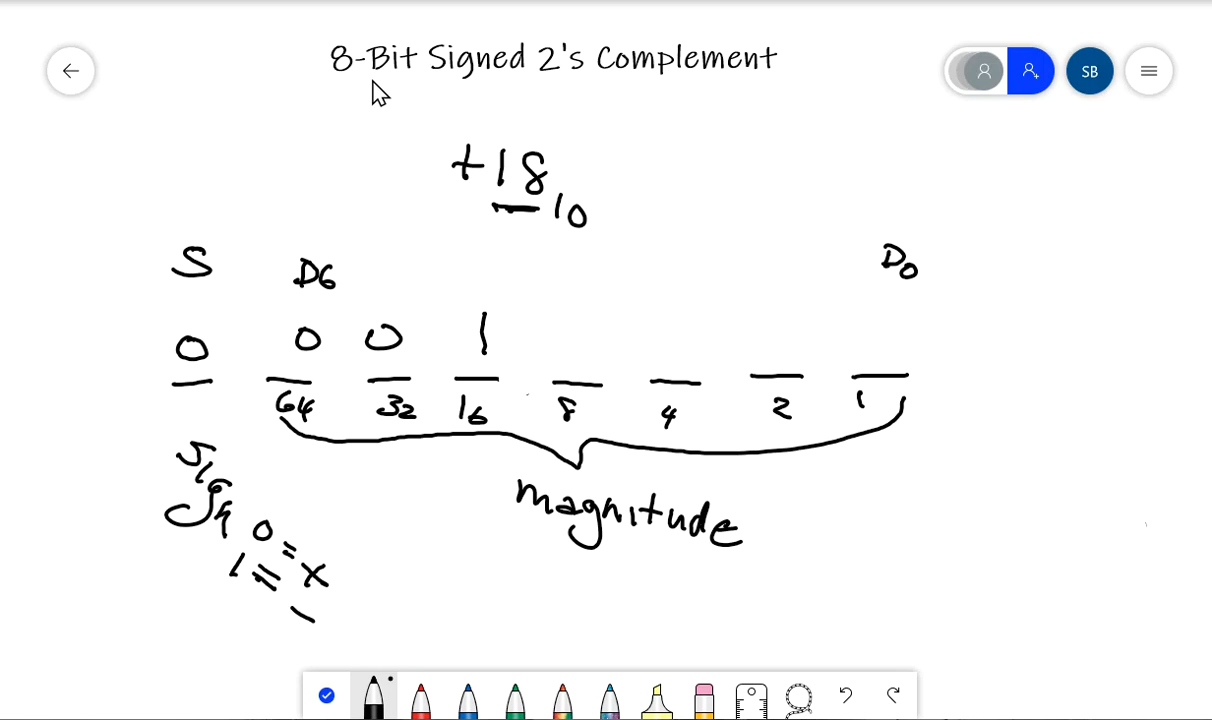 8-Bit Signed 2's Complement
SB
+18 10
S D6 D0
0 0 0 1
64 32 16 8 4 2 1
Sign
magnitude
0 = +
1 = -